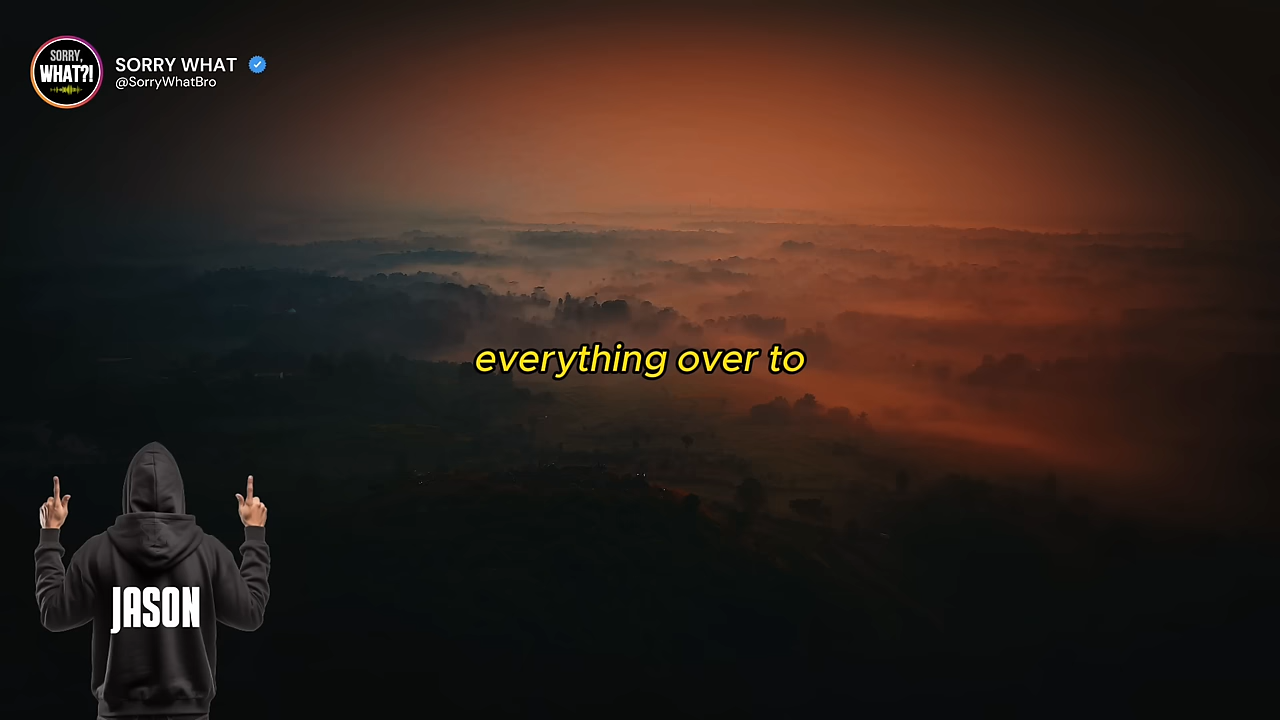 SORRY,
WHAT?!
SORRY WHAT
@SorryWhatBro
everything over to
JASON